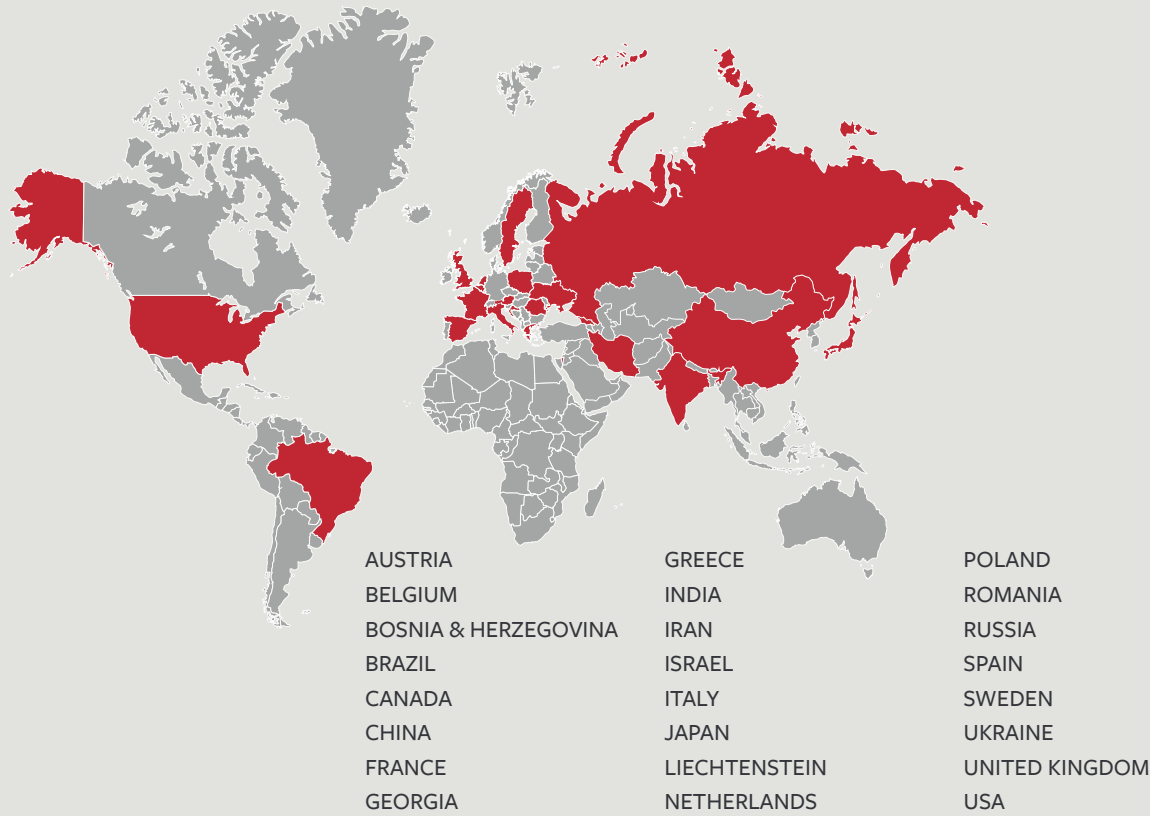 AUSTRIA
BELGIUM
BOSNIA & HERZEGOVINA
BRAZIL
CANADA
CHINA
FRANCE
GEORGIA
GREECE
INDIA
IRAN
ISRAEL
ITALY
JAPAN
LIECHTENSTEIN
NETHERLANDS
POLAND
ROMANIA
RUSSIA
SPAIN
SWEDEN
UKRAINE
UNITED KINGDOM
USA